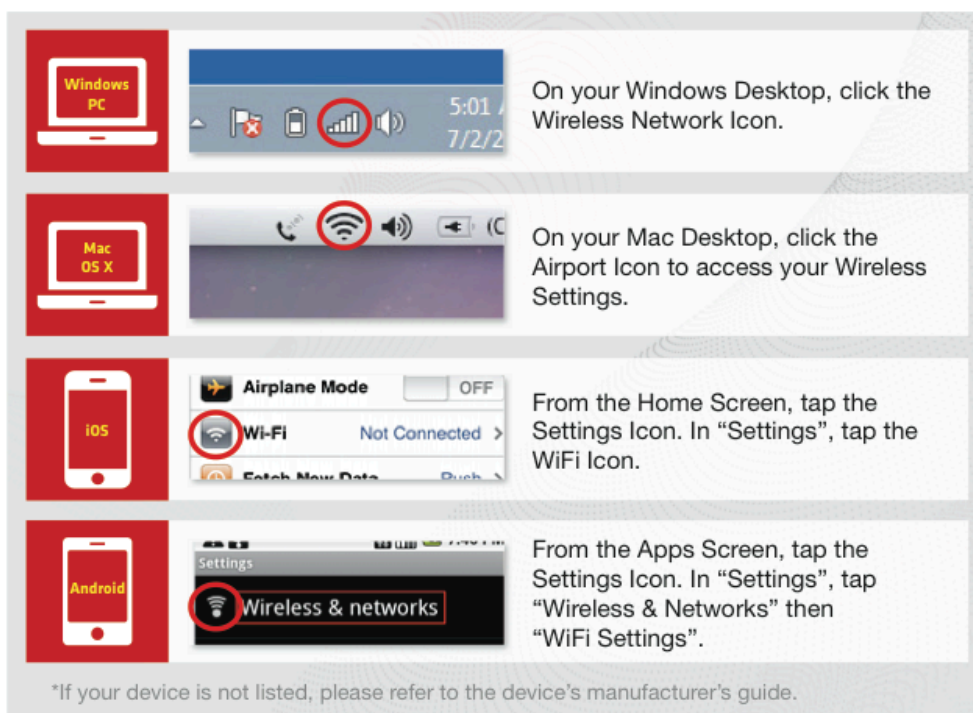 Windows
PC
5:01
7/2/2
On your Windows Desktop, click the
Wireless Network Icon.
Mac
OS X
(C
On your Mac Desktop, click the
Airport Icon to access your Wireless
Settings.
iOS
Airplane Mode OFF
Wi-Fi Not Connected >
Fetch New Data Push >
From the Home Screen, tap the
Settings Icon. In “Settings”, tap the
WiFi Icon.
Android
Settings
Wireless & networks
From the Apps Screen, tap the
Settings Icon. In “Settings”, tap
“Wireless & Networks” then
“WiFi Settings”.
*If your device is not listed, please refer to the device’s manufacturer’s guide.